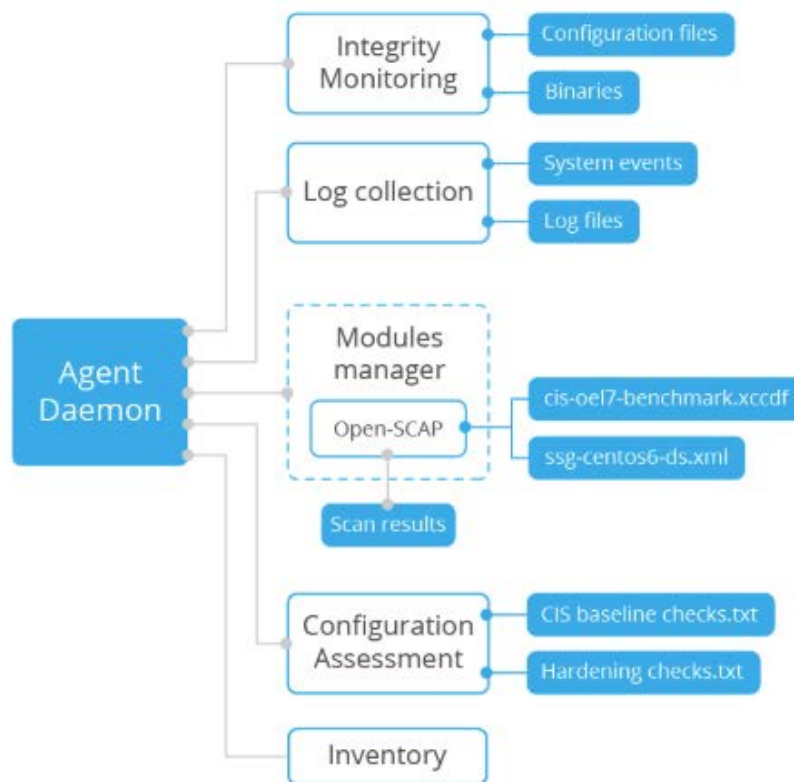 Integrity
Monitoring
Configuration files
Binaries
Log collection
System events
Log files
Agent
Daemon
Modules
manager
Open-SCAP
cis-oel7-benchmark.xccdf
ssg-centos6-ds.xml
Scan results
Configuration
Assessment
CIS baseline checks.txt
Hardening checks.txt
Inventory